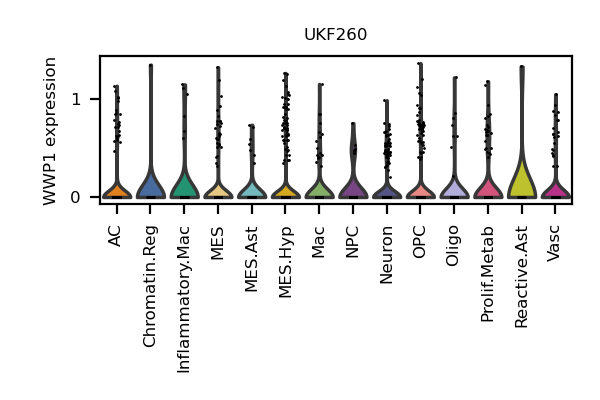 UKF260
WWP1 expression
1
0
AC
Chromatin.Reg
Inflammatory.Mac
MES
MES.Ast
MES.Hyp
Mac
NPC
Neuron
OPC
Oligo
Prolif.Metab
Reactive.Ast
Vasc